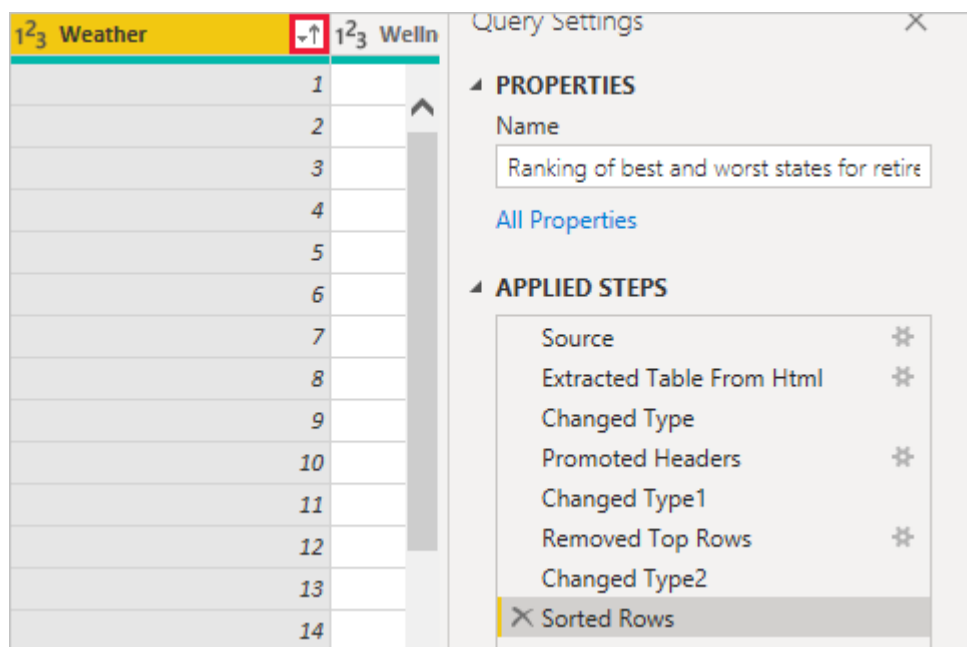 1²3 Weather
1²3 Welln
1
2
3
4
5
6
7
8
9
10
11
12
13
14
Query Settings
PROPERTIES
Name
Ranking of best and worst states for retire
All Properties
APPLIED STEPS
Source
Extracted Table From Html
Changed Type
Promoted Headers
Changed Type1
Removed Top Rows
Changed Type2
Sorted Rows